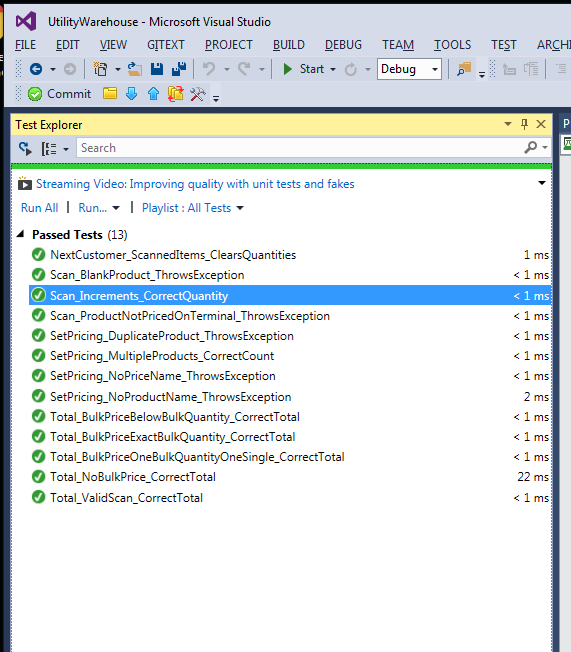 UtilityWarehouse - Microsoft Visual Studio
FILE EDIT VIEW GITEXT PROJECT BUILD DEBUG TEAM TOOLS TEST ARCHI
Start Debug
Commit
Test Explorer P
Search
Streaming Video: Improving quality with unit tests and fakes
Run All | Run... | Playlist : All Tests
Passed Tests (13)
NextCustomer_ScannedItems_ClearsQuantities 1 ms
Scan_BlankProduct_ThrowsException < 1 ms
Scan_Increments_CorrectQuantity < 1 ms
Scan_ProductNotPricedOnTerminal_ThrowsException < 1 ms
SetPricing_DuplicateProduct_ThrowsException < 1 ms
SetPricing_MultipleProducts_CorrectCount < 1 ms
SetPricing_NoPriceName_ThrowsException < 1 ms
SetPricing_NoProductName_ThrowsException 2 ms
Total_BulkPriceBelowBulkQuantity_CorrectTotal < 1 ms
Total_BulkPriceExactBulkQuantity_CorrectTotal < 1 ms
Total_BulkPriceOneBulkQuantityOneSingle_CorrectTotal < 1 ms
Total_NoBulkPrice_CorrectTotal 22 ms
Total_ValidScan_CorrectTotal < 1 ms